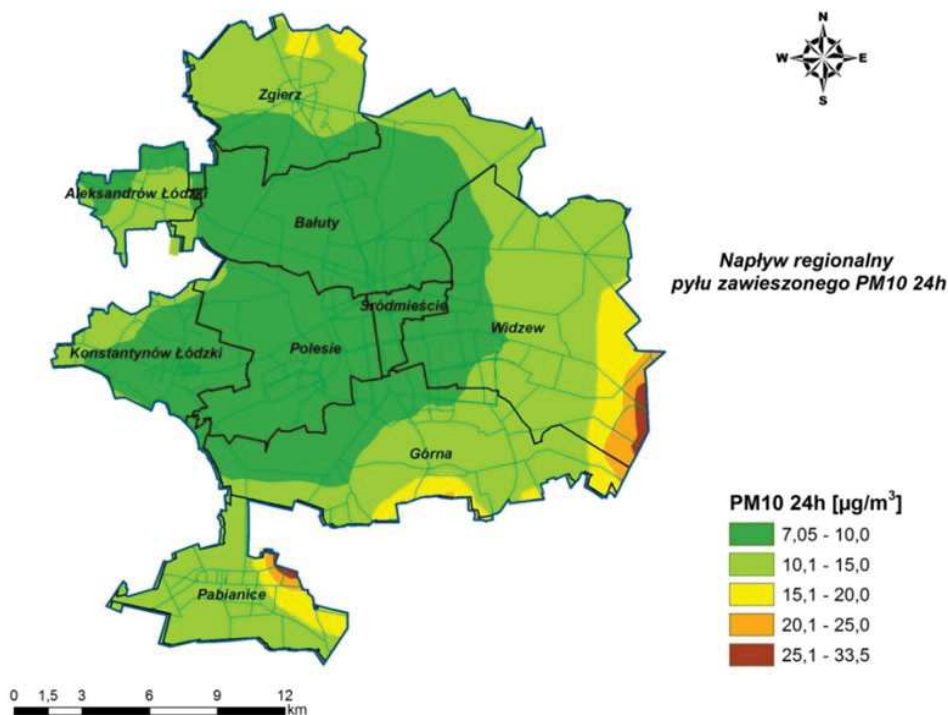 N
W E
S
Zgierz
Aleksandrów Łódzki
Bałuty
Napływ regionalny
pyłu zawieszonego PM10 24h
Śródmieście
Widzew
Konstantynów Łódzki
Polesie
Górna
PM10 24h [µg/m³]
7,05 - 10,0
10,1 - 15,0
15,1 - 20,0
20,1 - 25,0
25,1 - 33,5
Pabianice
0 1,5 3 6 9 12
km